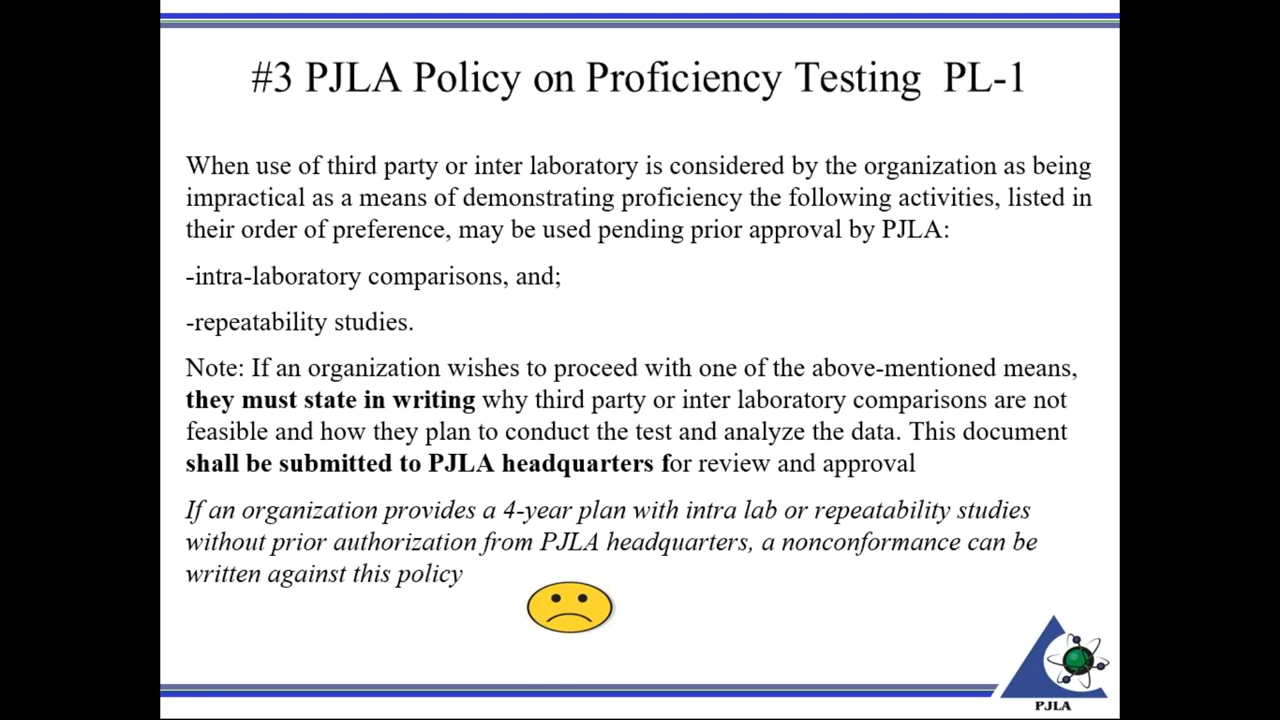 #3 PJLA Policy on Proficiency Testing PL-1
When use of third party or inter laboratory is considered by the organization as being
impractical as a means of demonstrating proficiency the following activities, listed in
their order of preference, may be used pending prior approval by PJLA:
-intra-laboratory comparisons, and;
-repeatability studies.
Note: If an organization wishes to proceed with one of the above-mentioned means,
they must state in writing why third party or inter laboratory comparisons are not
feasible and how they plan to conduct the test and analyze the data. This document
shall be submitted to PJLA headquarters for review and approval
If an organization provides a 4-year plan with intra lab or repeatability studies
without prior authorization from PJLA headquarters, a nonconformance can be
written against this policy
PJLA